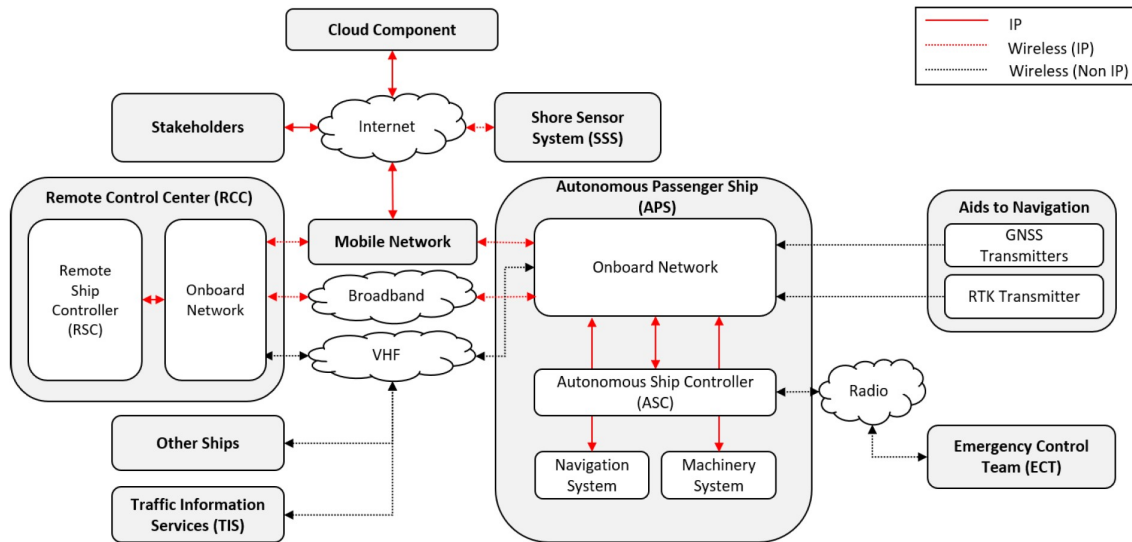 Cloud Component
IP
Wireless (IP)
Wireless (Non IP)
Stakeholders
Internet
Shore Sensor
System (SSS)
Remote Control Center (RCC)
Remote
Ship
Controller
(RSC)
Onboard
Network
Mobile Network
Broadband
VHF
Autonomous Passenger Ship
(APS)
Onboard Network
Autonomous Ship Controller
(ASC)
Navigation
System
Machinery
System
Aids to Navigation
GNSS
Transmitters
RTK Transmitter
Radio
Emergency Control
Team (ECT)
Other Ships
Traffic Information
Services (TIS)